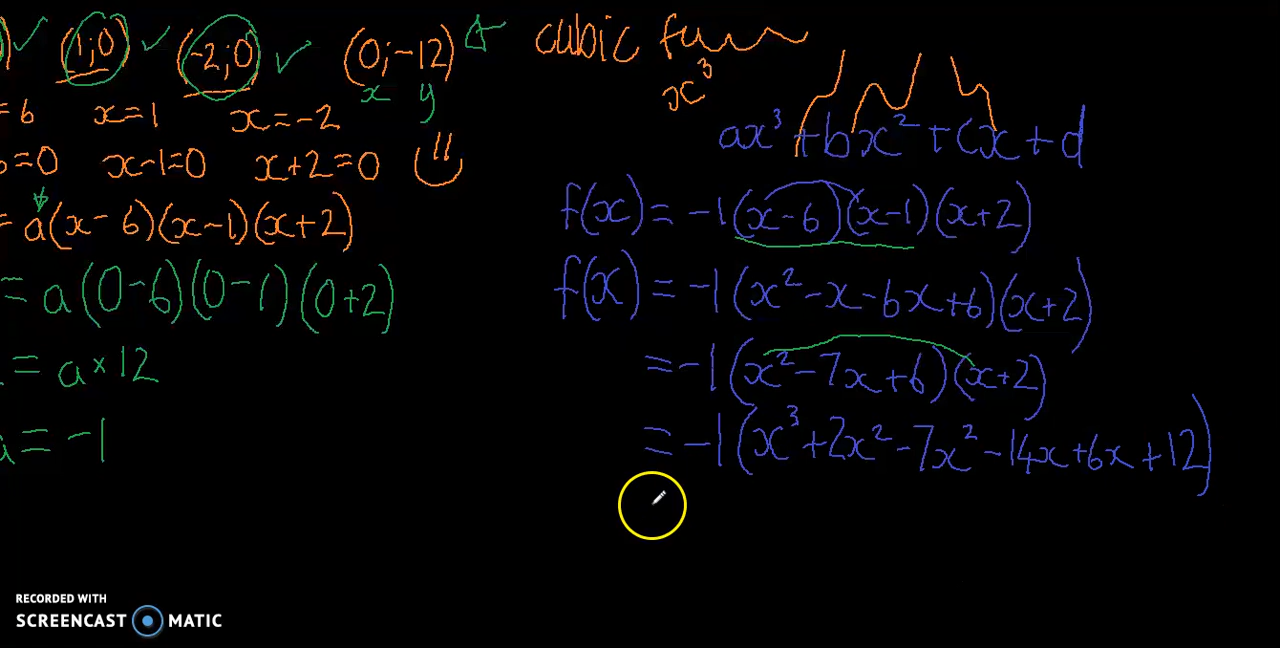 ) (1;0) (-2;0) (0;-12)
x y
= 6 x=1 x=-2
=0 x-1=0 x+2=0
= a(x-6)(x-1)(x+2)
= a(0-6)(0-1)(0+2)
= a×12
a = -1
cubic
x³
ax³+bx²+cx+d
f(x) = -1(x-6)(x-1)(x+2)
f(x) = -1(x²-x-6x+6)(x+2)
= -1(x²-7x+6)(x+2)
= -1(x³+2x²-7x²-14x+6x+12)
RECORDED WITH
SCREENCAST MATIC